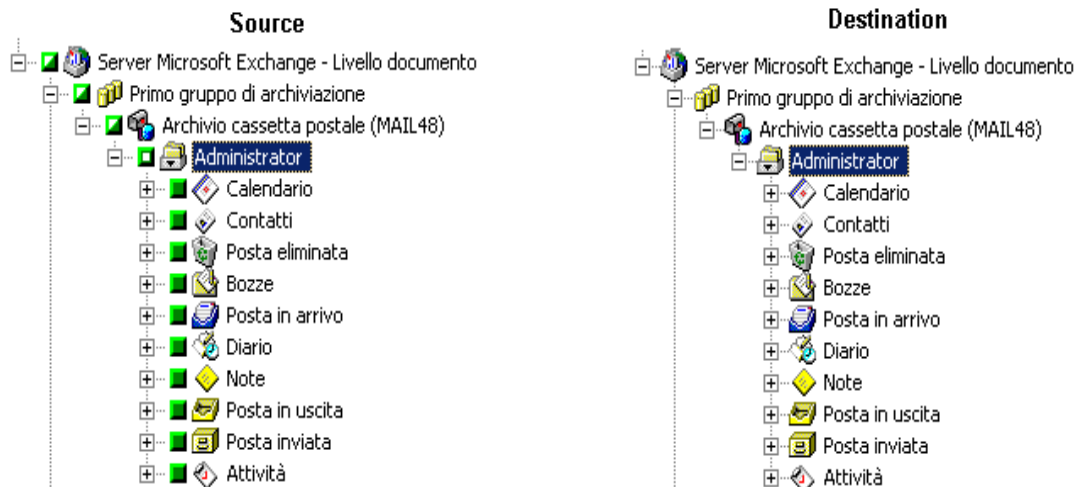 Source
Server Microsoft Exchange - Livello documento
Primo gruppo di archiviazione
Archivio cassetta postale (MAIL48)
Administrator
Calendario
Contatti
Posta eliminata
Bozze
Posta in arrivo
Diario
Note
Posta in uscita
Posta inviata
Attività
Destination
Server Microsoft Exchange - Livello documento
Primo gruppo di archiviazione
Archivio cassetta postale (MAIL48)
Administrator
Calendario
Contatti
Posta eliminata
Bozze
Posta in arrivo
Diario
Note
Posta in uscita
Posta inviata
Attività